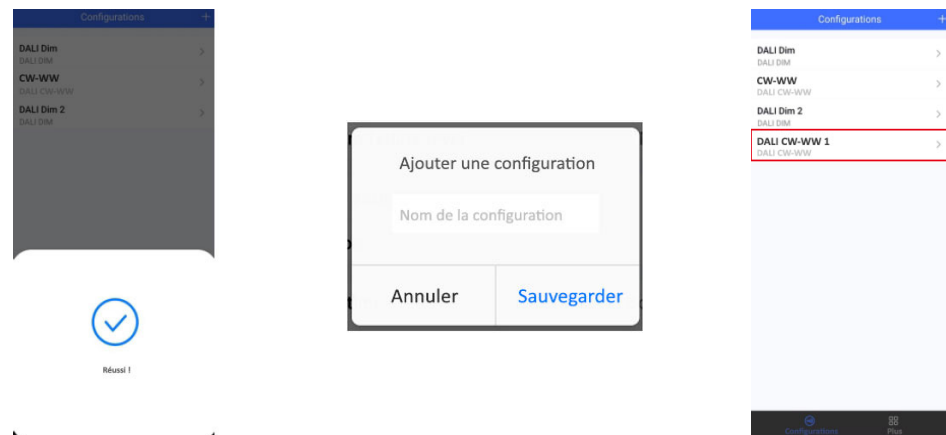 Configurations +
DALI Dim
DALI DIM
CW-WW
DALI CW-WW
DALI Dim 2
DALI DIM
Réussi !
Ajouter une configuration
Nom de la configuration
Annuler
Sauvegarder
Configurations +
DALI Dim
DALI DIM
CW-WW
DALI CW-WW
DALI Dim 2
DALI DIM
DALI CW-WW 1
DALI CW-WW
Configurations
Plus